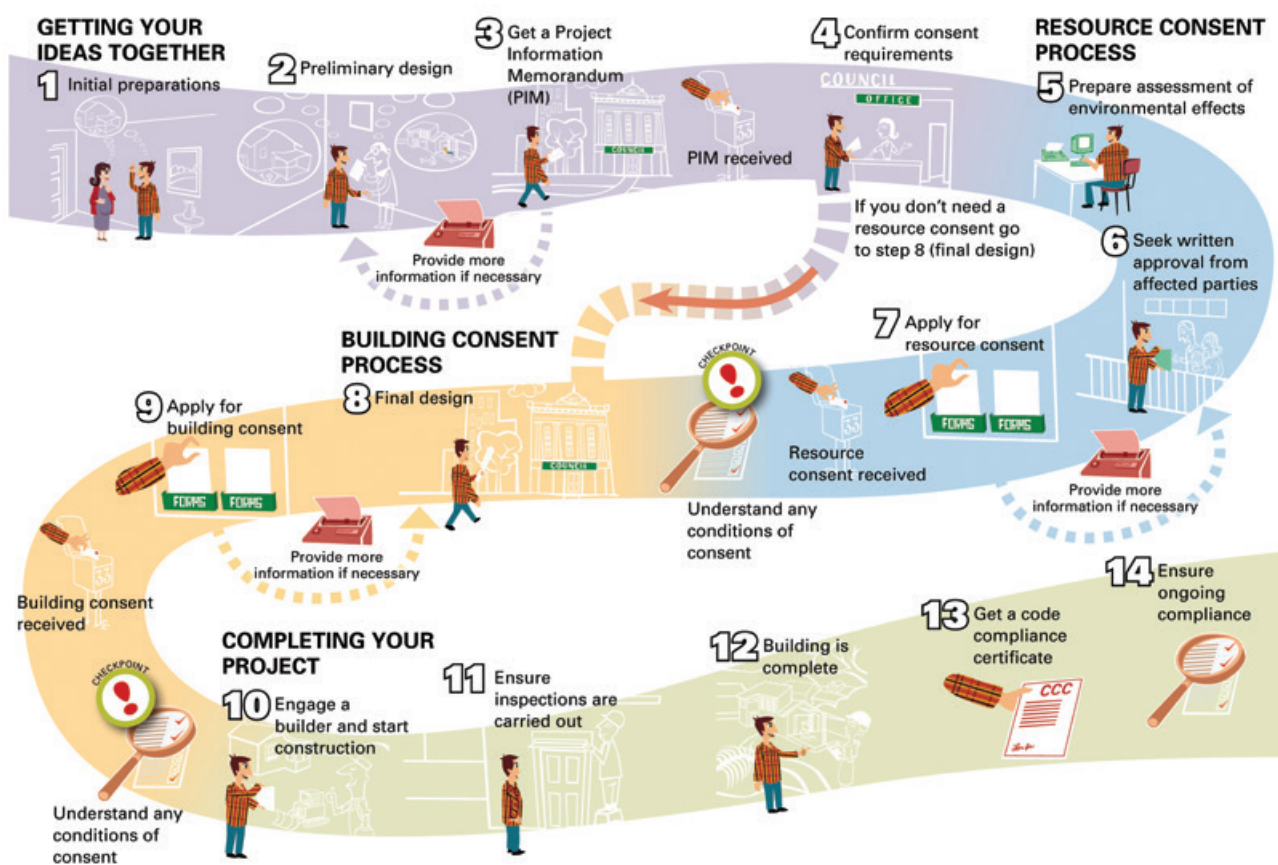 GETTING YOUR
IDEAS TOGETHER
1 Initial preparations
2 Preliminary design
3 Get a Project
Information
Memorandum
(PIM)
COUNCIL
Provide more
information if necessary
PIM received
4 Confirm consent
requirements
COUNCIL
OFFICE
If you don't need a
resource consent go
to step 8 (final design)
RESOURCE CONSENT
PROCESS
5 Prepare assessment of
environmental effects
6 Seek written
approval from
affected parties
Provide more
information if necessary
7 Apply for
resource consent
FORMS FORMS
33
Resource
consent received
CHECKPOINT
Understand any
conditions of
consent
BUILDING CONSENT
PROCESS
8 Final design
COUNCIL
9 Apply for
building consent
FORMS FORMS
Provide more
information if necessary
33
Building consent
received
CHECKPOINT
Understand any
conditions of
consent
COMPLETING YOUR
PROJECT
10 Engage a
builder and start
construction
11 Ensure
inspections are
carried out
12 Building is
complete
13 Get a code
compliance
certificate
CCC
14 Ensure
ongoing
compliance